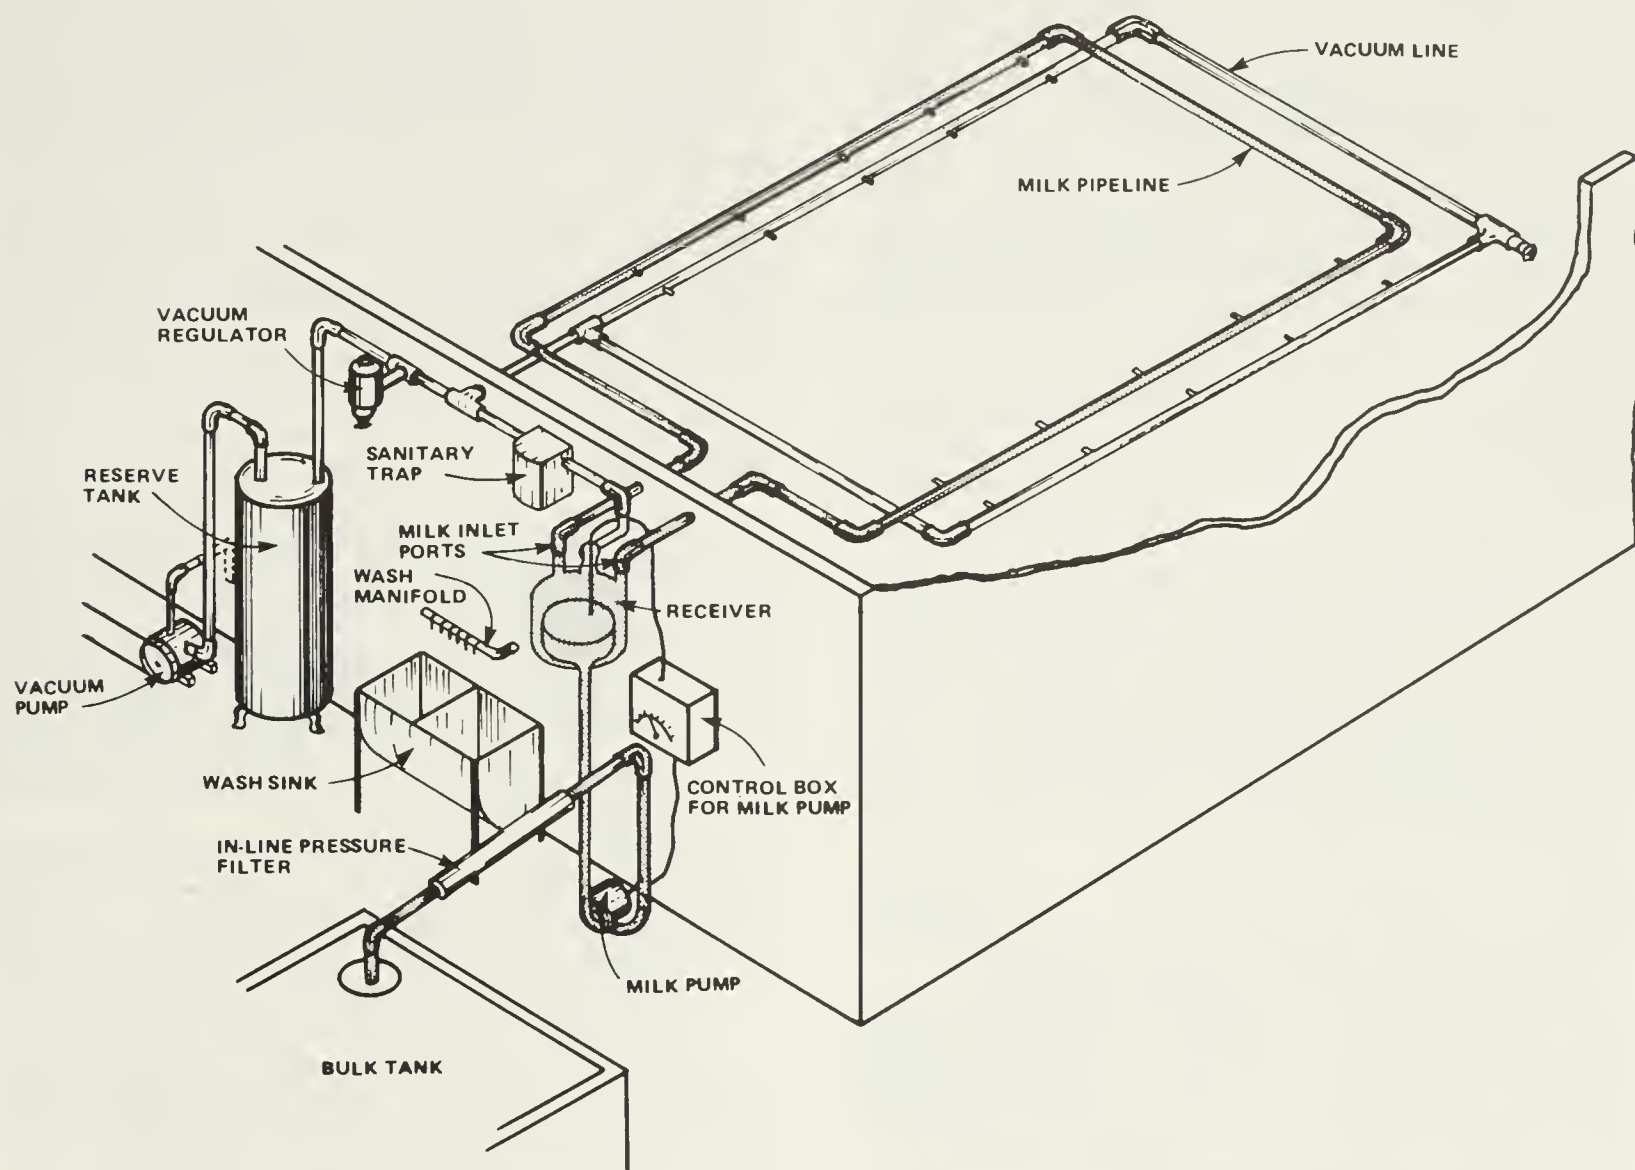 VACUUM LINE
MILK PIPELINE
VACUUM
REGULATOR
SANITARY
TRAP
RESERVE
TANK
MILK INLET
PORTS
WASH
MANIFOLD
RECEIVER
VACUUM
PUMP
WASH SINK
CONTROL BOX
FOR MILK PUMP
IN-LINE PRESSURE
FILTER
MILK PUMP
BULK TANK